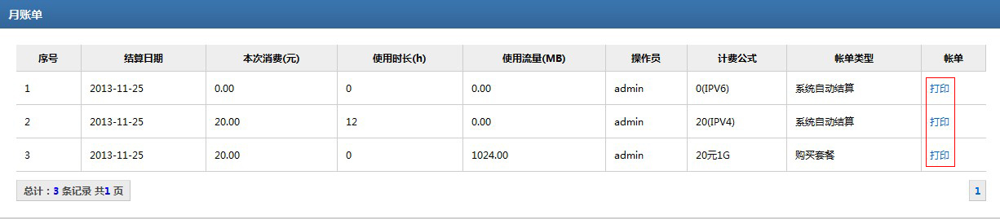 月账单
序号 结算日期 本次消费(元) 使用时长(h) 使用流量(MB) 操作员 计费公式 帐单类型 帐单
1 2013-11-25 0.00 0 0.00 admin 0(IPV6) 系统自动结算 打印
2 2013-11-25 20.00 12 0.00 admin 20(IPV4) 系统自动结算 打印
3 2013-11-25 20.00 0 1024.00 admin 20元1G 购买套餐 打印
总计：3 条记录 共1 页 1